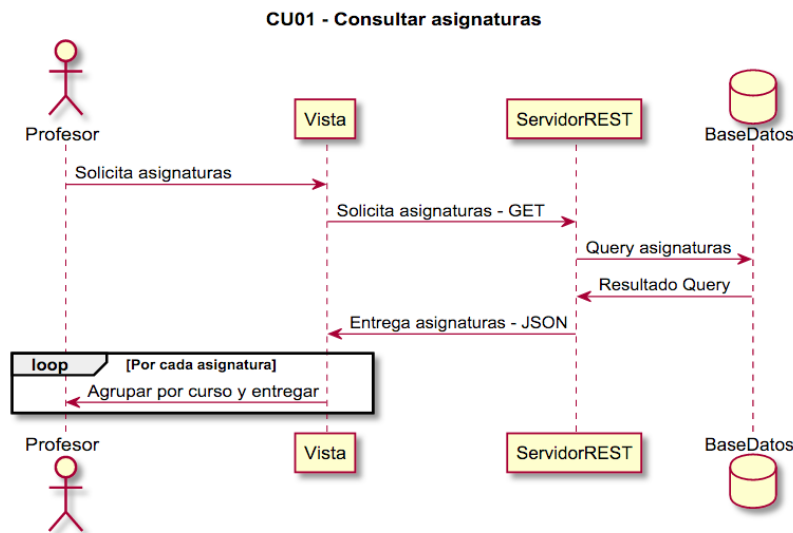 CU01 - Consultar asignaturas
Profesor
Vista
ServidorREST
BaseDatos
Solicita asignaturas
Solicita asignaturas - GET
Query asignaturas
Resultado Query
Entrega asignaturas - JSON
loop
[Por cada asignatura]
Agrupar por curso y entregar
Profesor
Vista
ServidorREST
BaseDatos